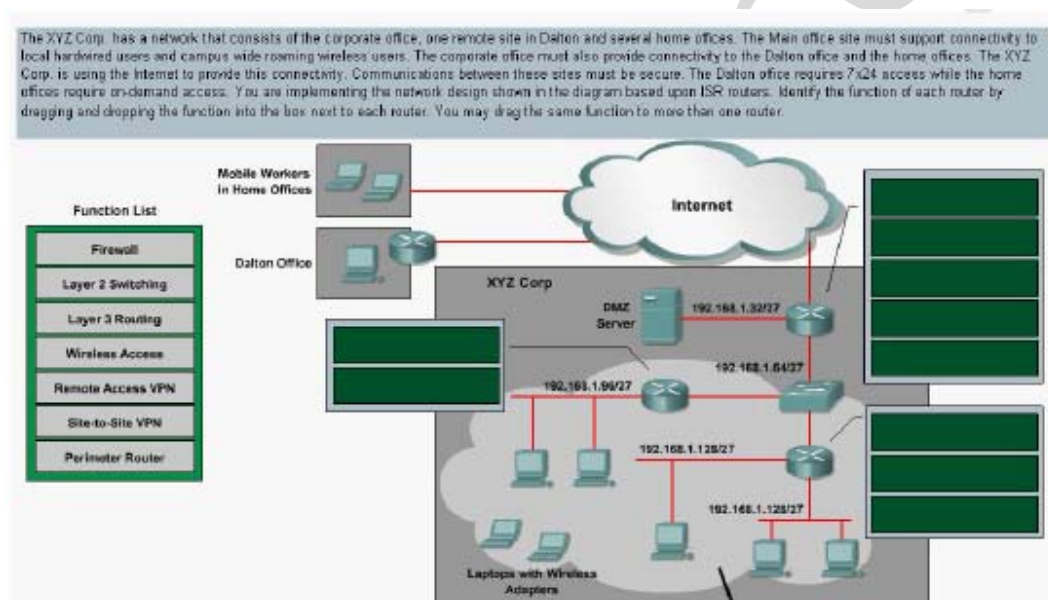 The XYZ Corp. has a network that consists of the corporate office, one remote site in Dalton and several home offices. The Main office site must support connectivity to
local hardwired users and campus wide roaming wireless users. The corporate office must also provide connectivity to the Dalton office and the home offices. The XYZ
Corp. is using the Internet to provide this connectivity. Communications between these sites must be secure. The Dalton office requires 7x24 access while the home
offices require on-demand access. You are implementing the network design shown in the diagram based upon ISR routers. Identify the function of each router by
dragging and dropping the function into the box next to each router. You may drag the same function to more than one router.
Mobile Workers
in Home Offices
Internet
Function List
Firewall
Layer 2 Switching
Layer 3 Routing
Wireless Access
Remote Access VPN
Site-to-Site VPN
Perimeter Router
Dalton Office
XYZ Corp
DMZ
Server
192.168.1.32/27
192.168.1.64/27
192.168.1.96/27
192.168.1.128/27
192.168.1.128/27
Laptops with Wireless
Adapters